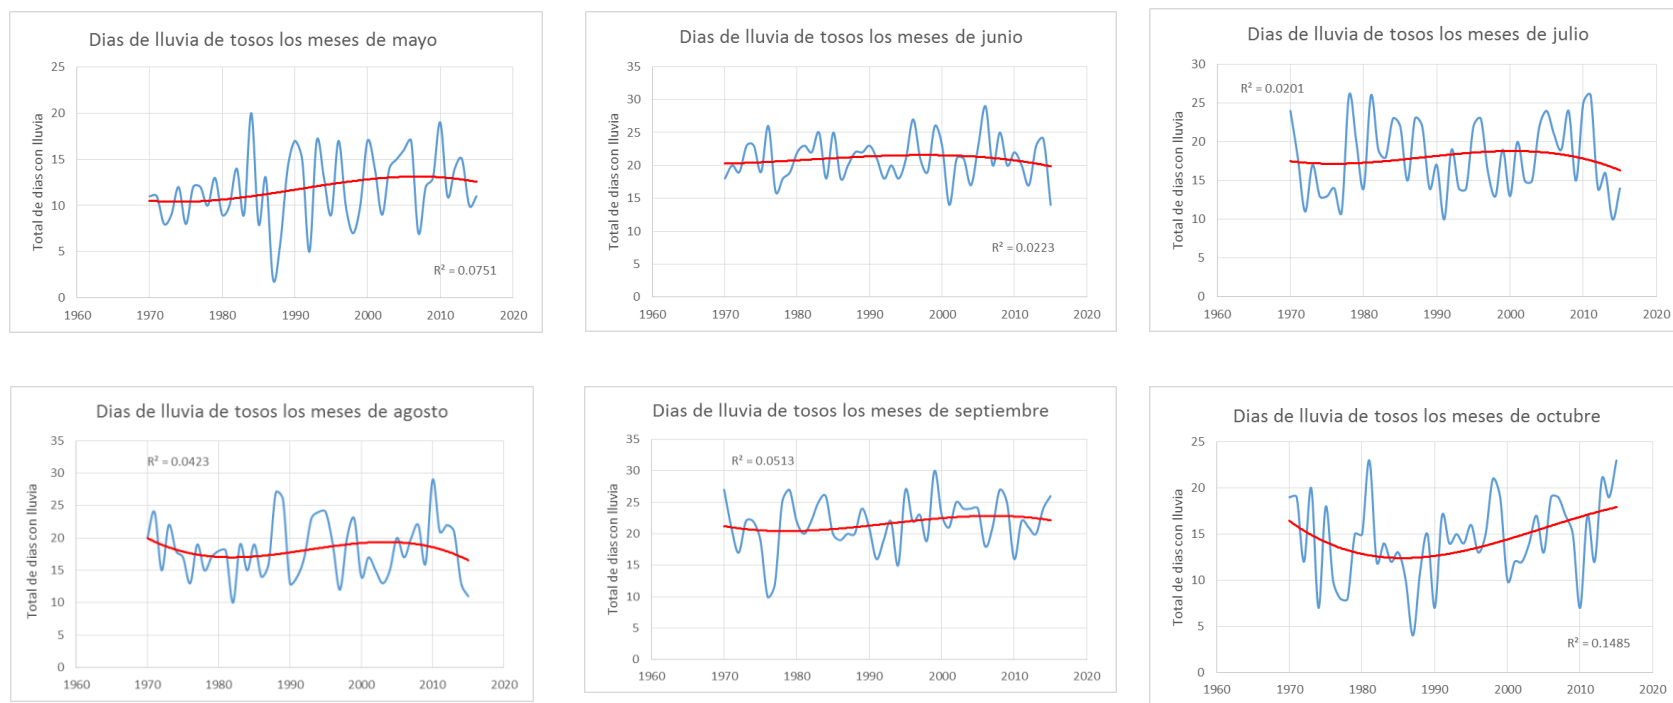 Dias de lluvia de tosos los meses de mayo
Total de dias con lluvia
25
20
15
10
5
0
1960 1970 1980 1990 2000 2010 2020
R² = 0.0751
Dias de lluvia de tosos los meses de junio
Total de dias con lluvia
35
30
25
20
15
10
5
0
1960 1970 1980 1990 2000 2010 2020
R² = 0.0223
Dias de lluvia de tosos los meses de julio
Total de dias con lluvia
30
25
20
15
10
5
0
1960 1970 1980 1990 2000 2010 2020
R² = 0.0201
Dias de lluvia de tosos los meses de agosto
Total de dias con lluvia
35
30
25
20
15
10
5
0
1960 1970 1980 1990 2000 2010 2020
R² = 0.0423
Dias de lluvia de tosos los meses de septiembre
Total de dias con lluvia
35
30
25
20
15
10
5
0
1960 1970 1980 1990 2000 2010 2020
R² = 0.0513
Dias de lluvia de tosos los meses de octubre
Total de dias con lluvia
25
20
15
10
5
0
1960 1970 1980 1990 2000 2010 2020
R² = 0.1485